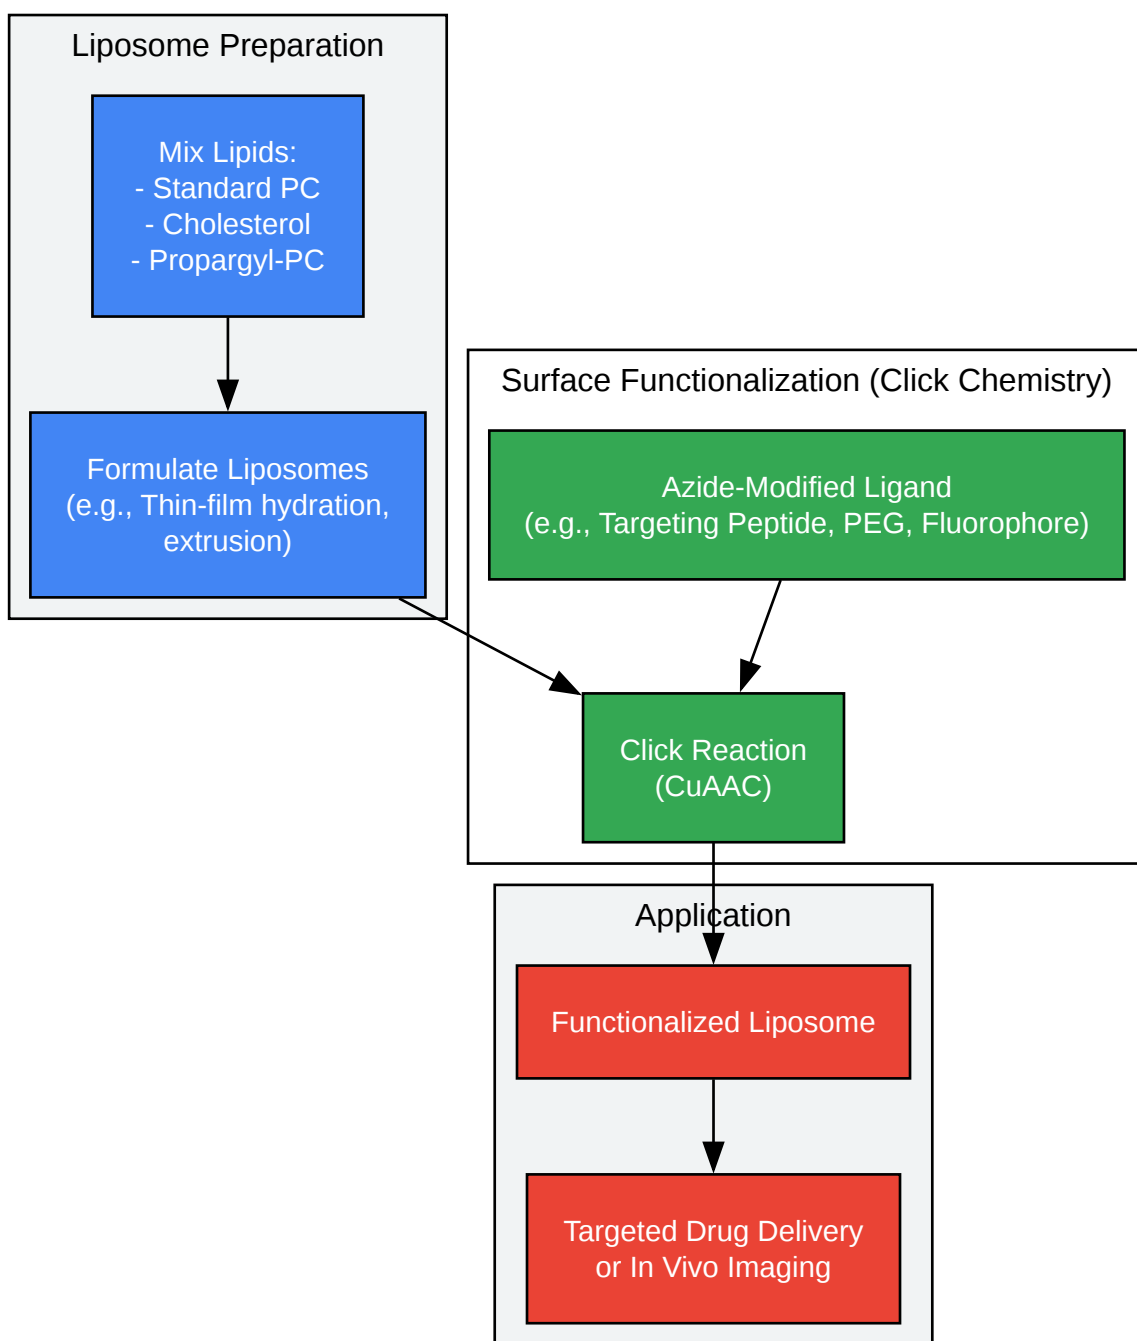 Liposome Preparation
Mix Lipids:
- Standard PC
- Cholesterol
- Propargyl-PC
Formulate Liposomes
(e.g., Thin-film hydration,
extrusion)
Surface Functionalization (Click Chemistry)
Azide-Modified Ligand
(e.g., Targeting Peptide, PEG, Fluorophore)
Click Reaction
(CuAAC)
Application
Functionalized Liposome
Targeted Drug Delivery
or In Vivo Imaging